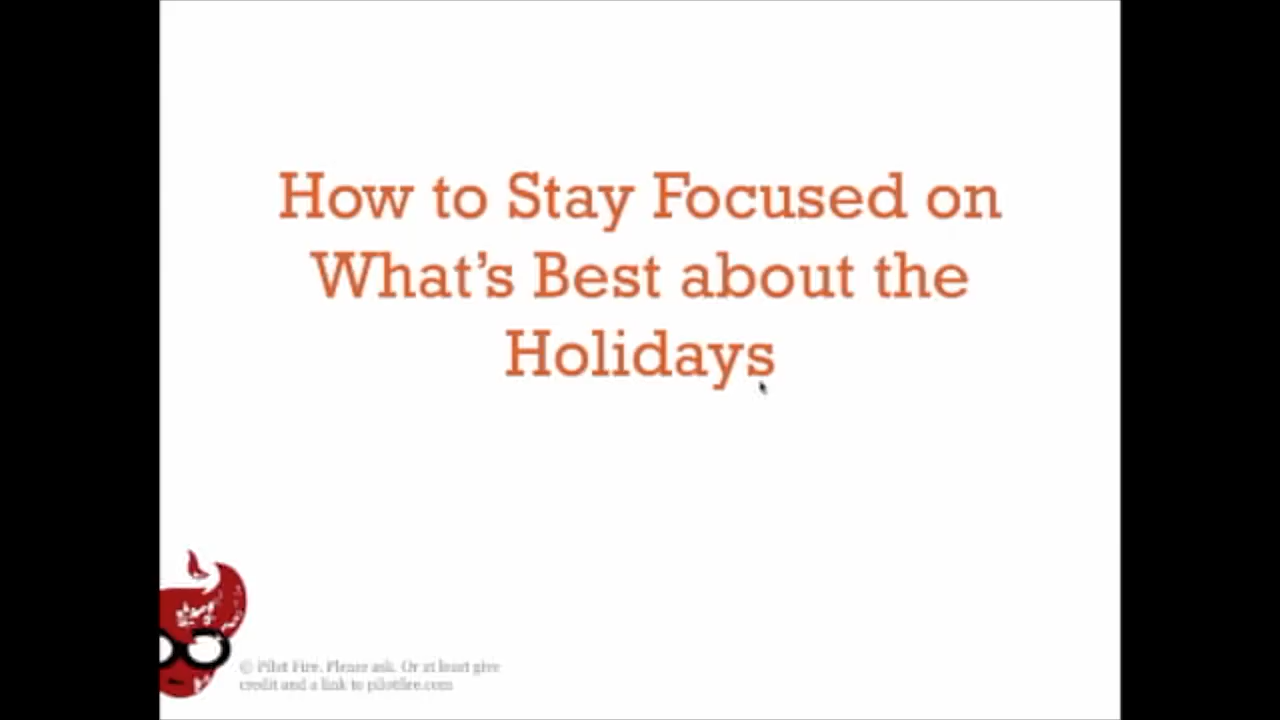 How to Stay Focused on
What's Best about the
Holidays
© Pilot Fire. Please ask. Or at least give
credit and a link to pilotfire.com